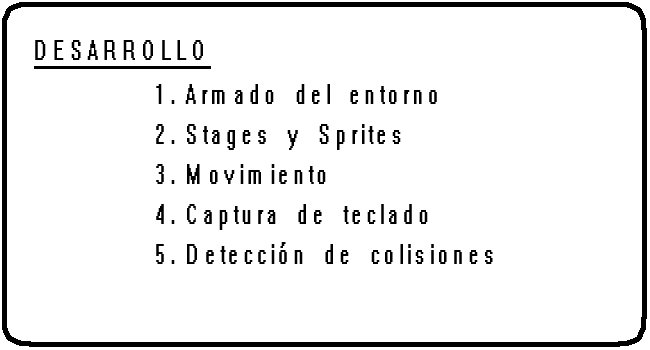 DESARROLLO
1. Armado del entorno
2. Stages y Sprites
3. Movimiento
4. Captura de teclado
5. Detección de colisiones